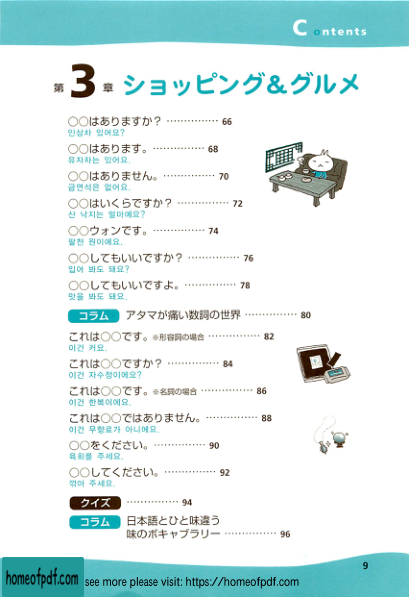 Contents
第3章 ショッピング&グルメ
○○はありますか？ …………… 66
인삼차 있어요?
○○はあります。 …………… 68
유자차는 있어요.
○○はありません。 …………… 70
금연석은 없어요.
○○はいくらですか？ …………… 72
산 낙지는 얼마예요?
○○ウォンです。 …………… 74
팔천 원이에요.
○○してもいいですか？ …………… 76
입어 봐도 돼요?
○○してもいいですよ。 …………… 78
맛을 봐도 돼요.
コラム アタマが痛い数詞の世界 …………… 80
これは○○です。※形容詞の場合 …………… 82
이건 커요.
これは○○ですか？ …………… 84
이건 자수정이에요?
これは○○です。※名詞の場合 …………… 86
이건 한복이에요.
これは○○ではありません。 …………… 88
이건 무향료가 아니에요.
○○をください。 …………… 90
육회를 주세요.
○○してください。 …………… 92
깎아 주세요.
クイズ …………… 94
コラム 日本語とひと味違う
味のボキャブラリー …………… 96
9
homeofpdf.com see more please visit: https://homeofpdf.com